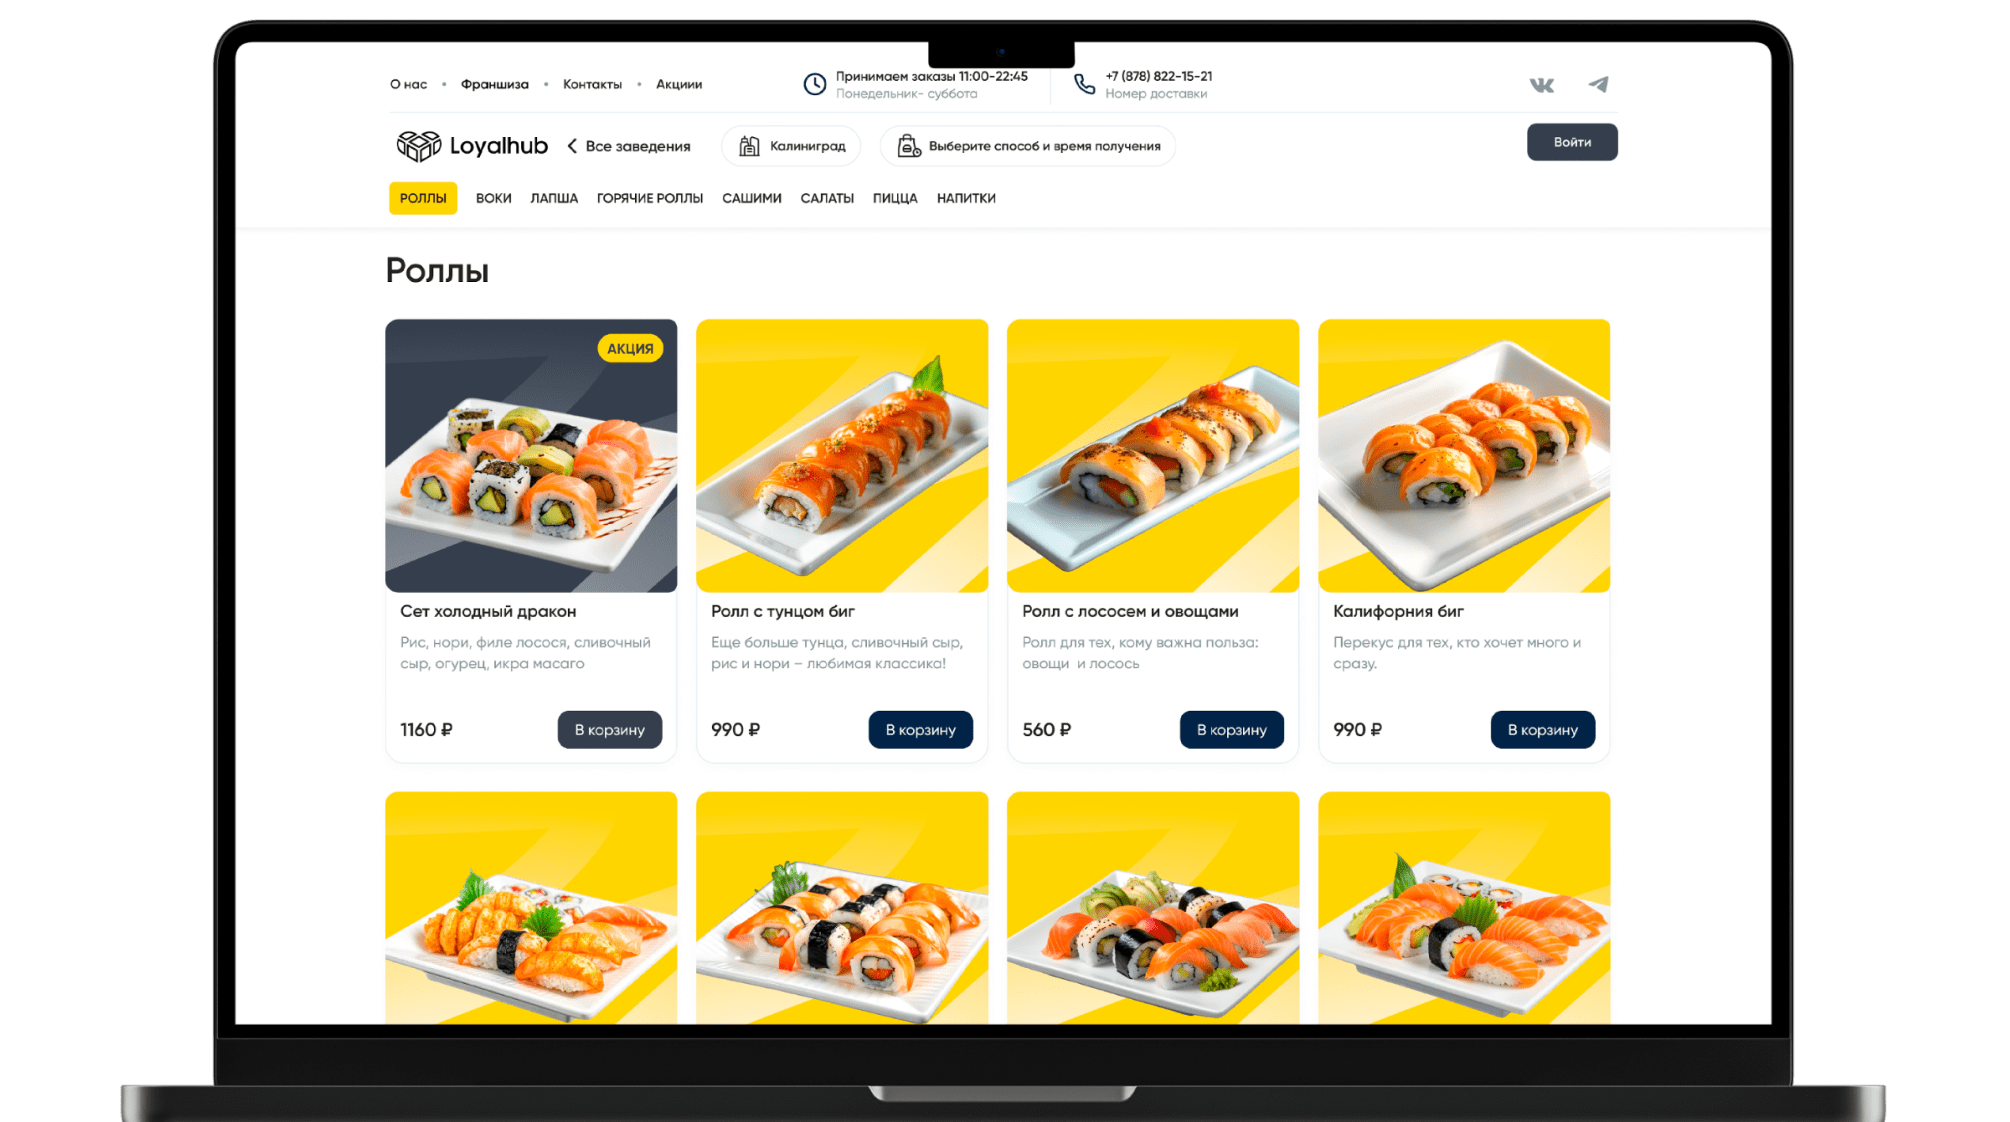 О нас • Франшиза • Контакты • Акциии
Принимаем заказы 11:00-22:45
Понедельник- суббота
+7 (878) 822-15-21
Номер доставки
Loyalhub
Все заведения
Калиниград
Выберите способ и время получения
Войти
РОЛЛЫ ВОКИ ЛАПША ГОРЯЧИЕ РОЛЛЫ САШИМИ САЛАТЫ ПИЦЦА НАПИТКИ
Роллы
АКЦИЯ
Сет холодный дракон
Рис, нори, филе лосося, сливочный
сыр, огурец, икра масаго
1160 ₽
В корзину
Ролл с тунцом биг
Еще больше тунца, сливочный сыр,
рис и нори – любимая классика!
990 ₽
В корзину
Ролл с лососем и овощами
Ролл для тех, кому важна польза:
овощи и лосось
560 ₽
В корзину
Калифорния биг
Перекус для тех, кто хочет много и
сразу.
990 ₽
В корзину